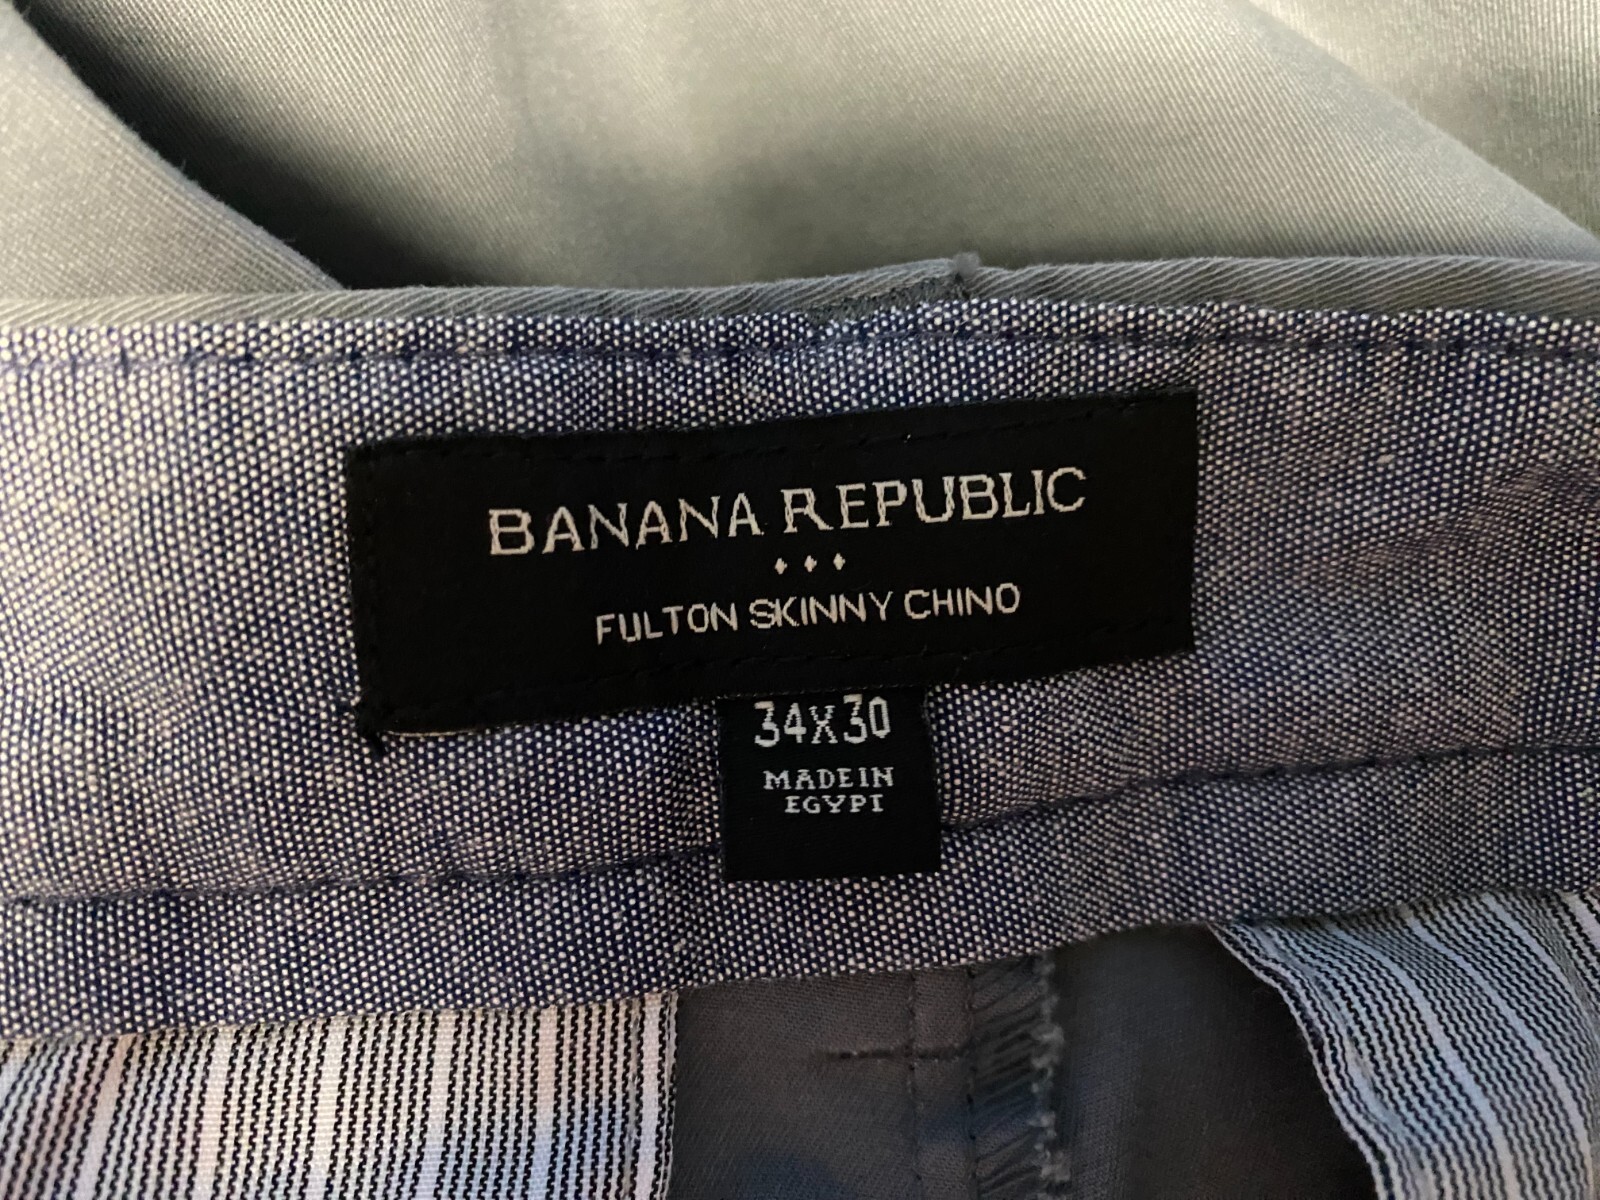 BANANA REPUBLIC
FULTON SKINNY CHINO
34X30
MADE IN
EGYPT